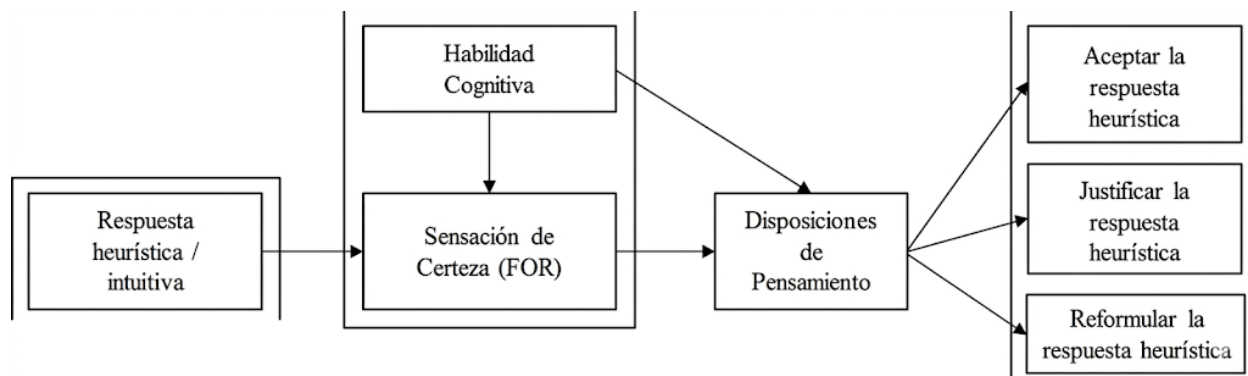 Habilidad
Cognitiva
Respuesta
heurística /
intuitiva
Sensación de
Certeza (FOR)
Disposiciones
de
Pensamiento
Aceptar la
respuesta
heurística
Justificar la
respuesta
heurística
Reformular la
respuesta heurística